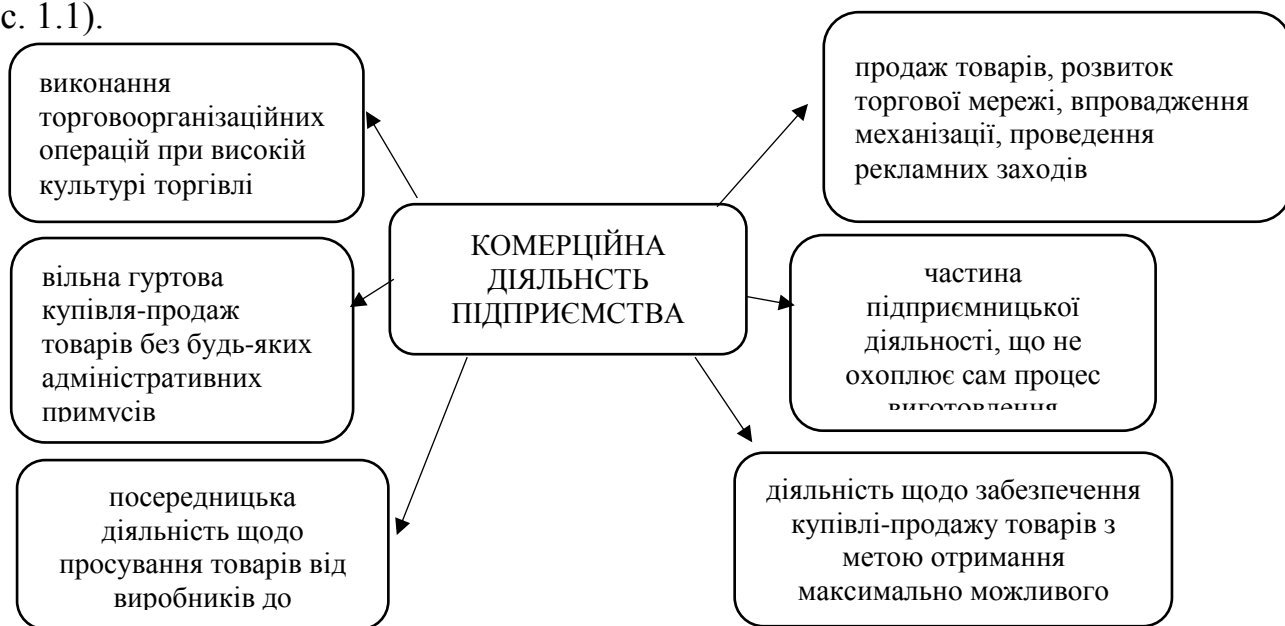 с. 1.1).
виконання
торговоорганізаційних
операцій при високій
культурі торгівлі
продаж товарів, розвиток
торгової мережі, впровадження
механізації, проведення
рекламних заходів
КОМЕРЦІЙНА
ДІЯЛЬНСТЬ
ПІДПРИЄМСТВА
вільна гуртова
купівля-продаж
товарів без будь-яких
адміністративних
примусів
частина
підприємницької
діяльності, що не
охоплює сам процес
виготовлення
посередницька
діяльність щодо
просування товарів від
виробників до
діяльність щодо забезпечення
купівлі-продажу товарів з
метою отримання
максимально можливого